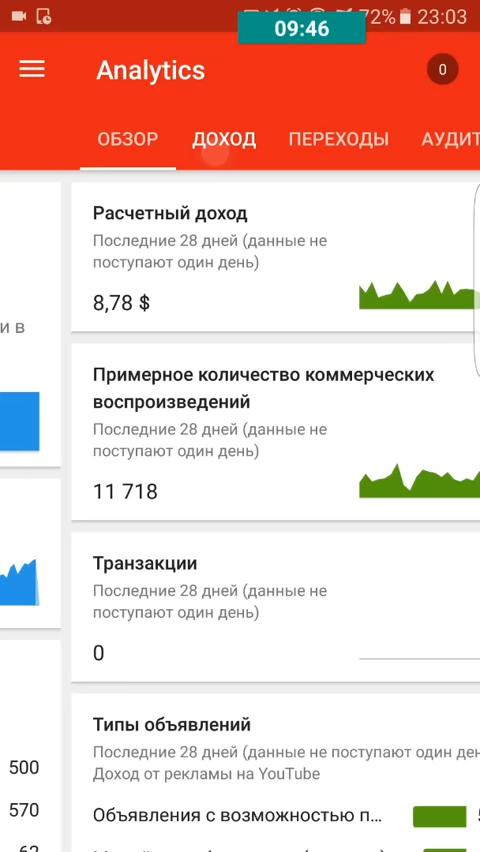 72% 23:03
09:46
Analytics
0
ОБЗОР ДОХОД ПЕРЕХОДЫ АУДИТ
Расчетный доход
Последние 28 дней (данные не
поступают один день)
8,78 $
и в
Примерное количество коммерческих
воспроизведений
Последние 28 дней (данные не
поступают один день)
11 718
Транзакции
Последние 28 дней (данные не
поступают один день)
0
Типы объявлений
Последние 28 дней (данные не поступают один ден
Доход от рекламы на YouTube
500
570
Объявления с возможностью п...